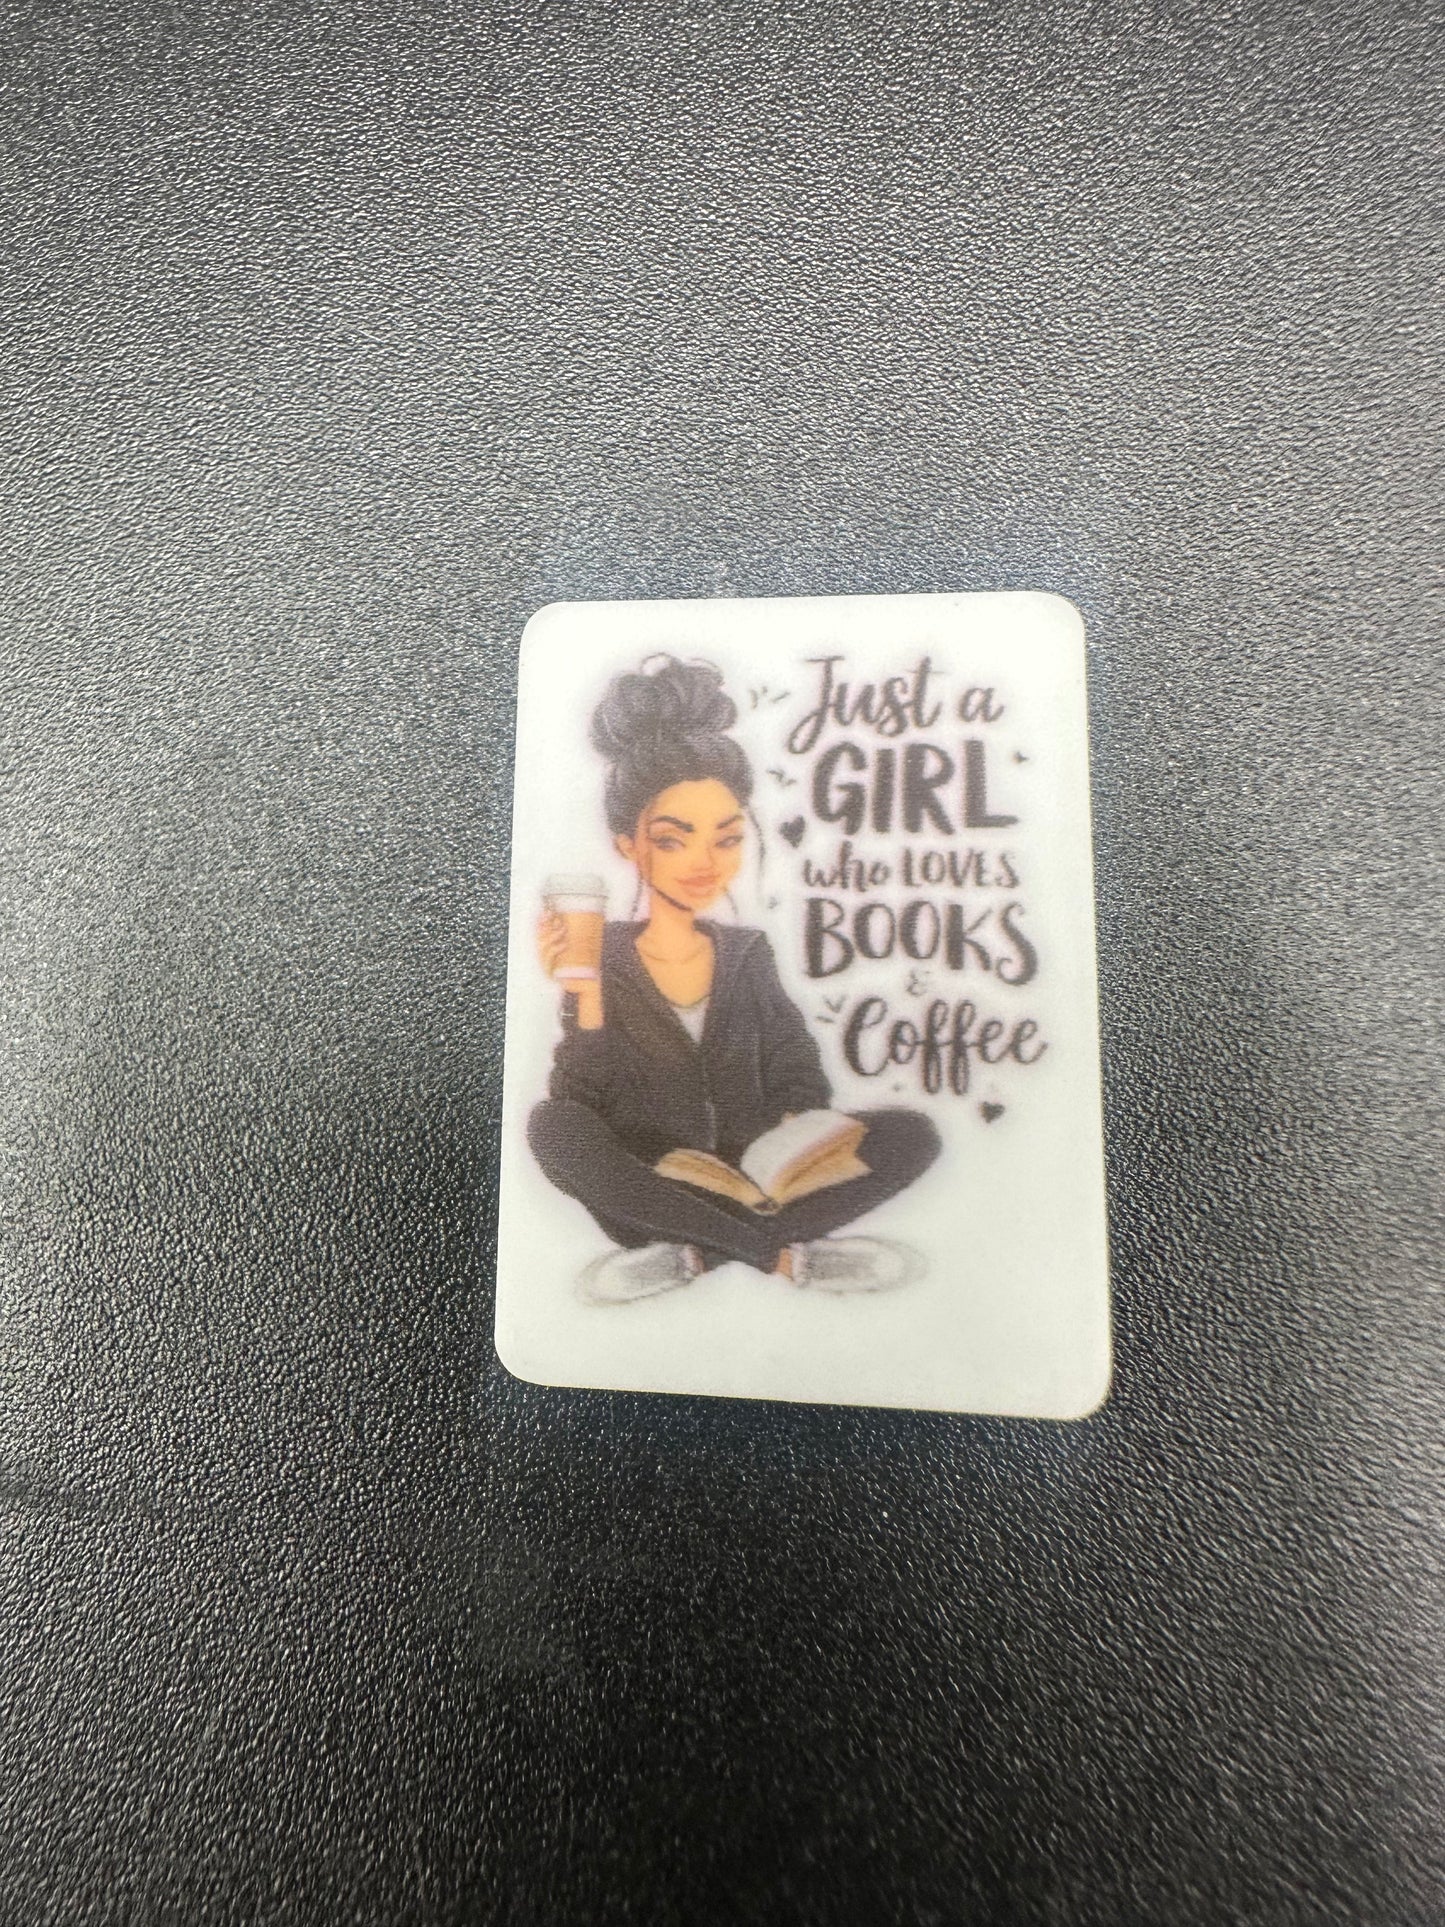 Just a
GIRL
who LOVES
BOOKS
&
Coffee